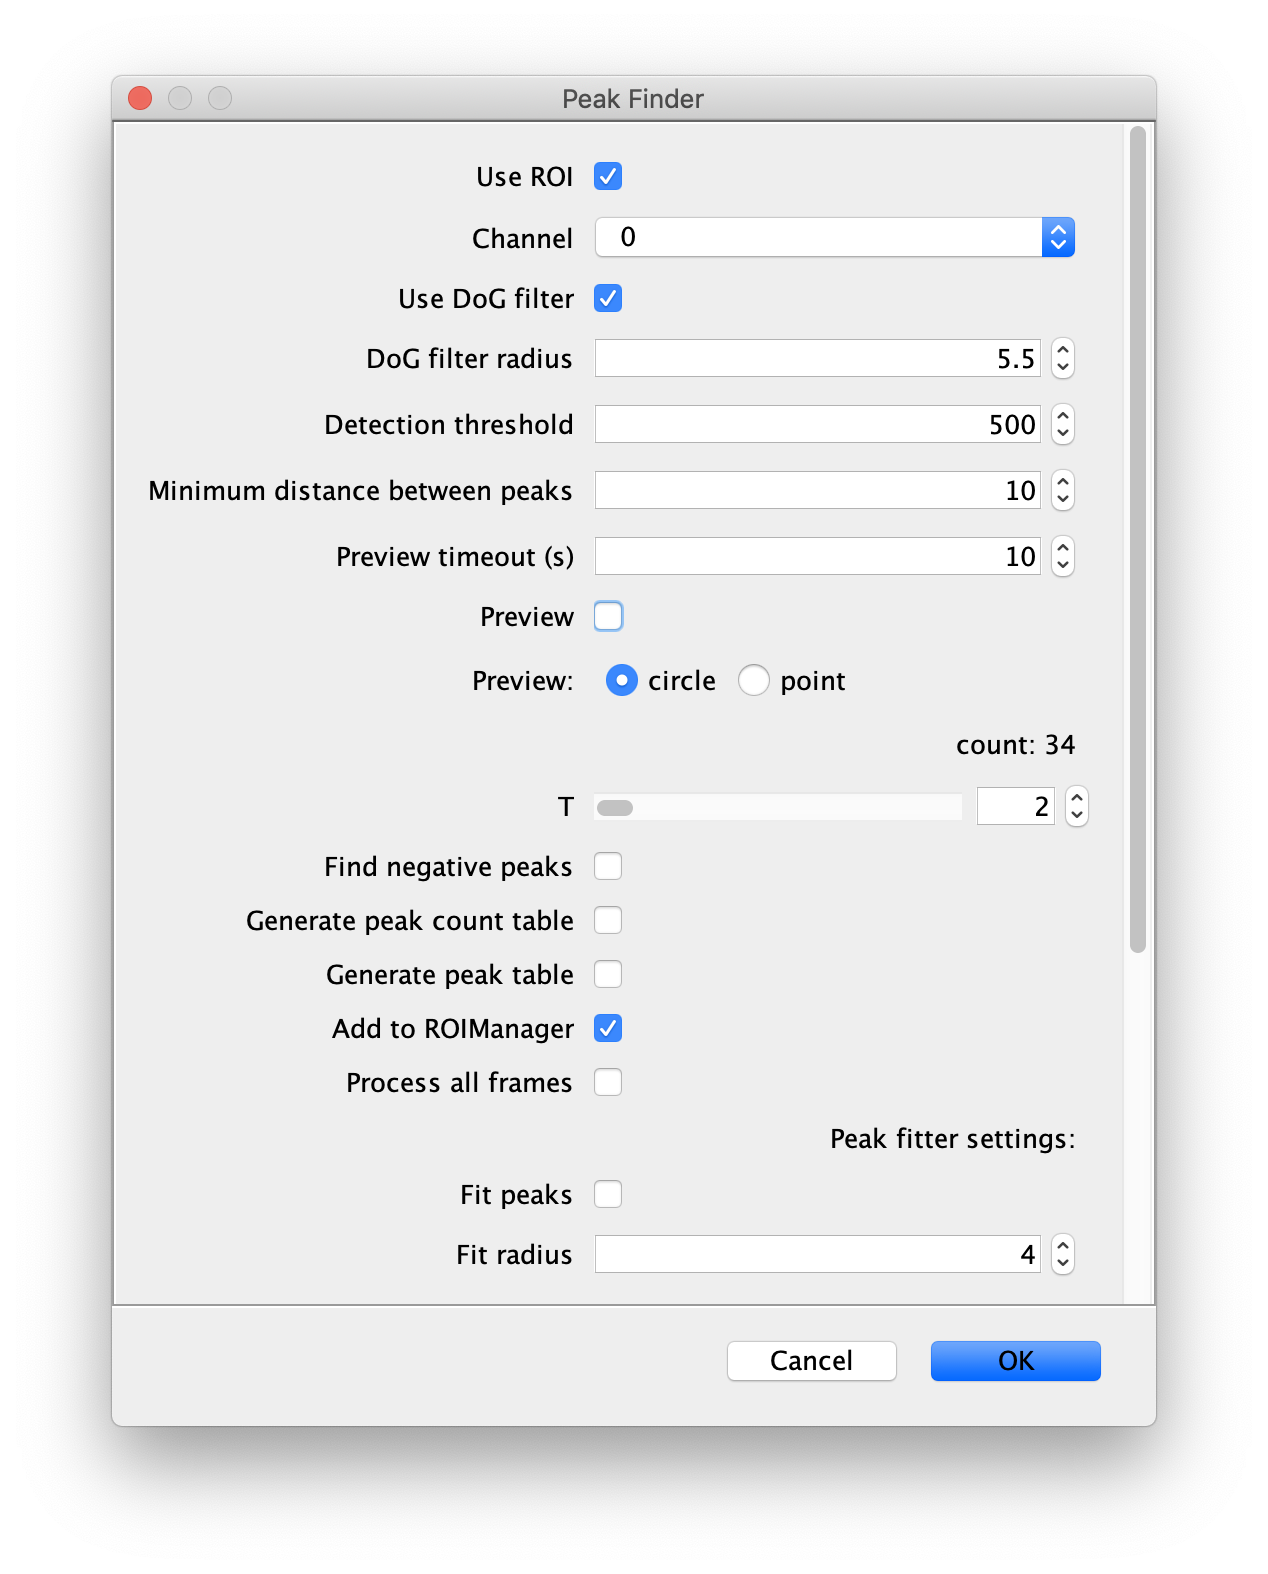 Peak Finder
Use ROI
Channel 0
Use DoG filter
DoG filter radius 5.5
Detection threshold 500
Minimum distance between peaks 10
Preview timeout (s) 10
Preview
Preview: circle point
count: 34
T 2
Find negative peaks
Generate peak count table
Generate peak table
Add to ROIManager
Process all frames
Peak fitter settings:
Fit peaks
Fit radius 4
Cancel OK